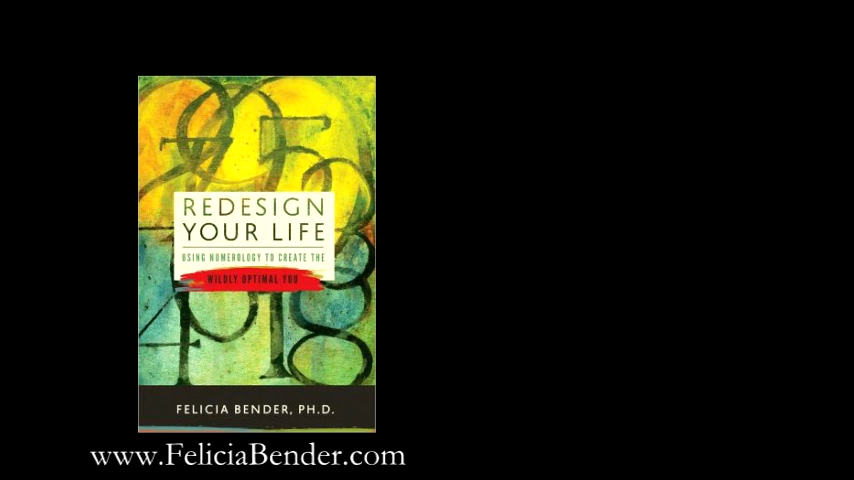 REDESIGN
YOUR LIFE
USING NUMEROLOGY TO CREATE THE
WILDLY OPTIMAL YOU
FELICIA BENDER, PH.D.
www.FeliciaBender.com